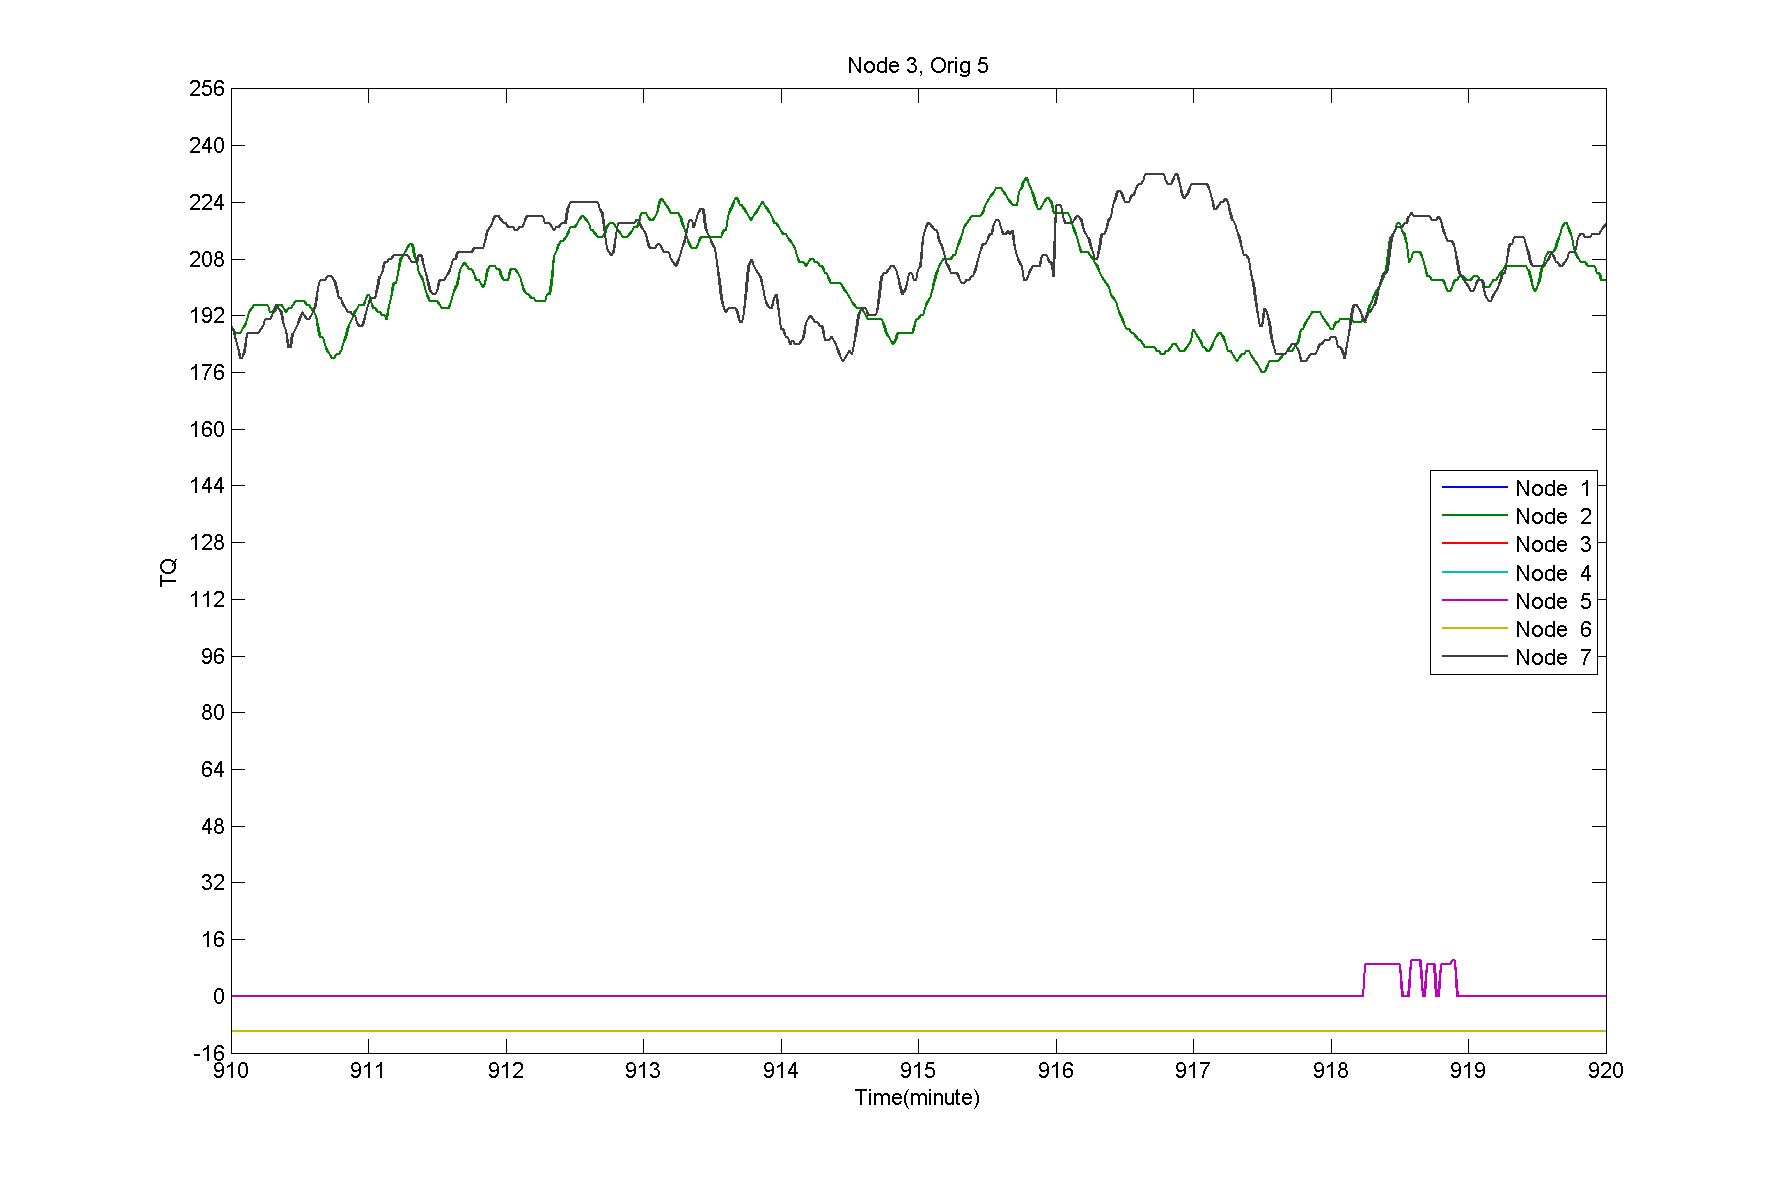 Node 3, Orig 5
256
240
224
208
192
176
160
144
128
112
96
80
64
48
32
16
0
-16
TQ
Node 1
Node 2
Node 3
Node 4
Node 5
Node 6
Node 7
910 911 912 913 914 915 916 917 918 919 920
Time(minute)